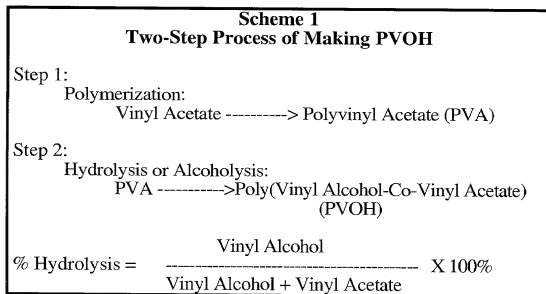 Scheme 1
Two-Step Process of Making PVOH
Step 1:
Polymerization:
Vinyl Acetate ----------> Polyvinyl Acetate (PVA)
Step 2:
Hydrolysis or Alcoholysis:
PVA ----------->Poly(Vinyl Alcohol-Co-Vinyl Acetate)
(PVOH)
Vinyl Alcohol
% Hydrolysis = ---------------------------------------- X 100%
Vinyl Alcohol + Vinyl Acetate